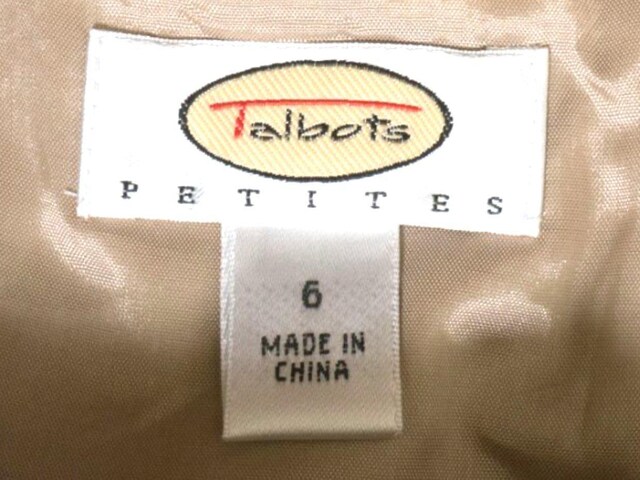 Talbots
PETITES
6
MADE IN
CHINA